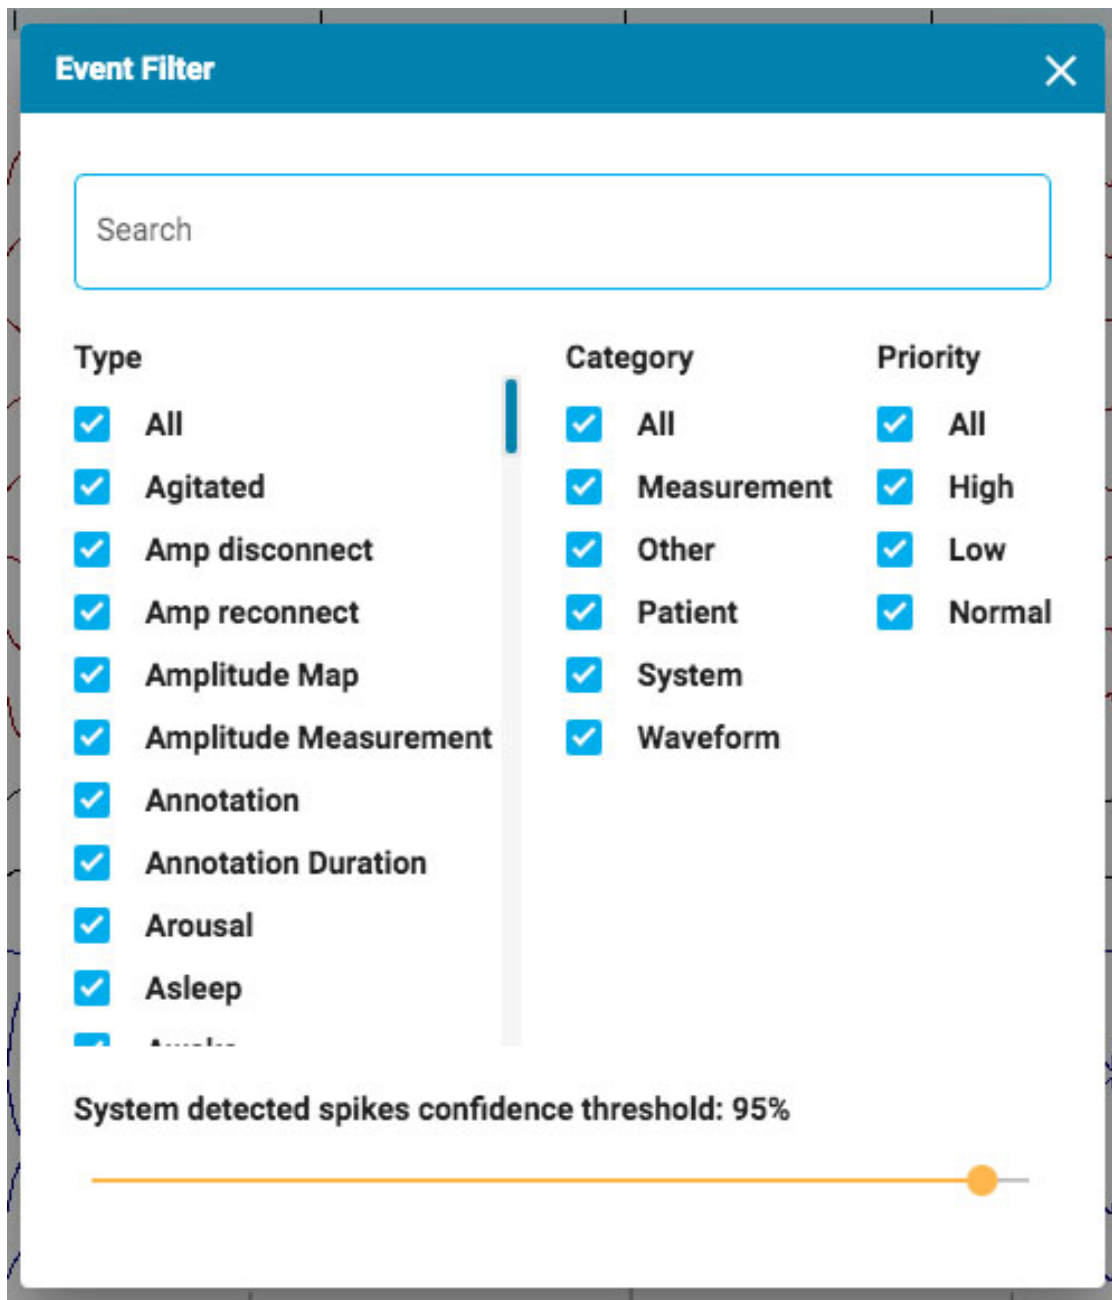 Event Filter
Search
Type
All
Agitated
Amp disconnect
Amp reconnect
Amplitude Map
Amplitude Measurement
Annotation
Annotation Duration
Arousal
Asleep
Category
All
Measurement
Other
Patient
System
Waveform
Priority
All
High
Low
Normal
System detected spikes confidence threshold: 95%